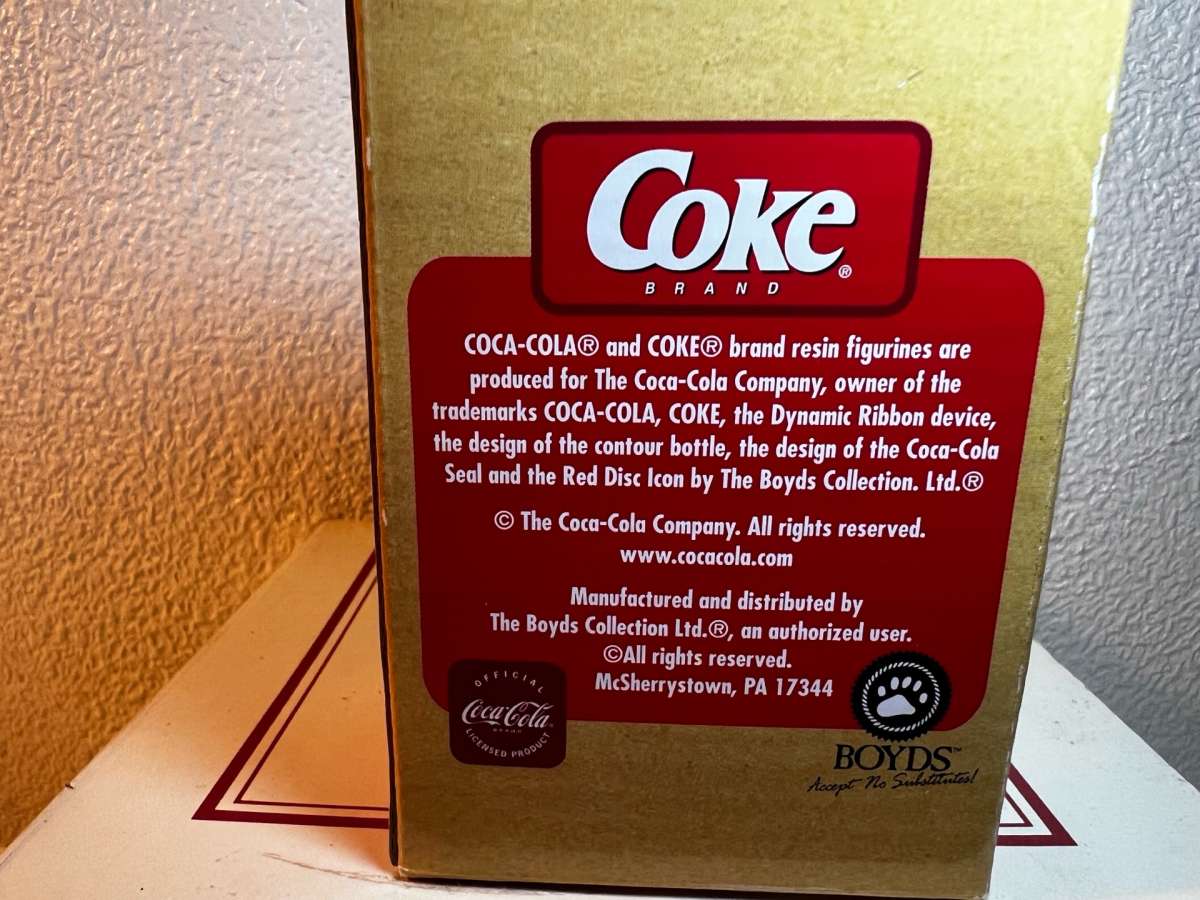 Coke®
BRAND
COCA-COLA® and COKE® brand resin figurines are
produced for The Coca-Cola Company, owner of the
trademarks COCA-COLA, COKE, the Dynamic Ribbon device,
the design of the contour bottle, the design of the Coca-Cola
Seal and the Red Disc Icon by The Boyds Collection. Ltd.®
© The Coca-Cola Company. All rights reserved.
www.cocacola.com
Manufactured and distributed by
The Boyds Collection Ltd.®, an authorized user.
©All rights reserved.
McSherrystown, PA 17344
OFFICIAL
Coca-Cola
BRAND
LICENSED PRODUCT
BOYDS™
Accept No Substitutes!